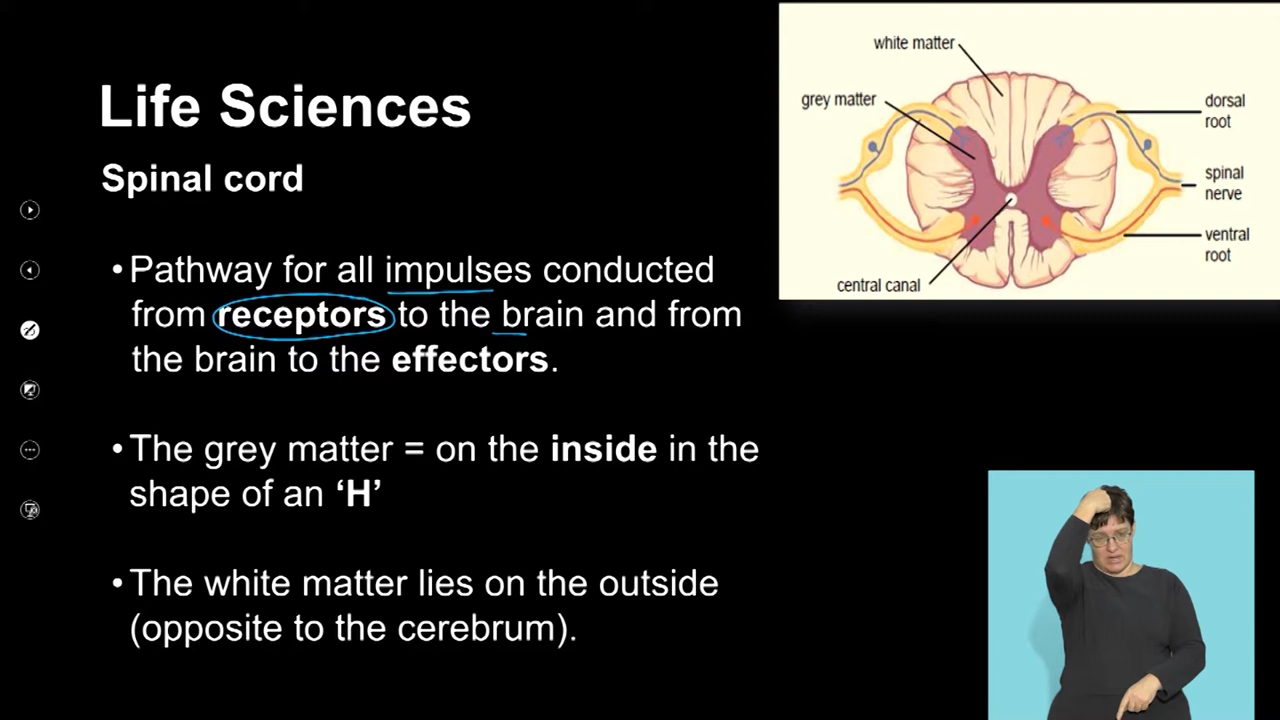 Life Sciences
Spinal cord
•Pathway for all impulses conducted
from receptors to the brain and from
the brain to the effectors.
•The grey matter = on the inside in the
shape of an ‘H’
•The white matter lies on the outside
(opposite to the cerebrum).
white matter
grey matter
central canal
dorsal
root
spinal
nerve
ventral
root